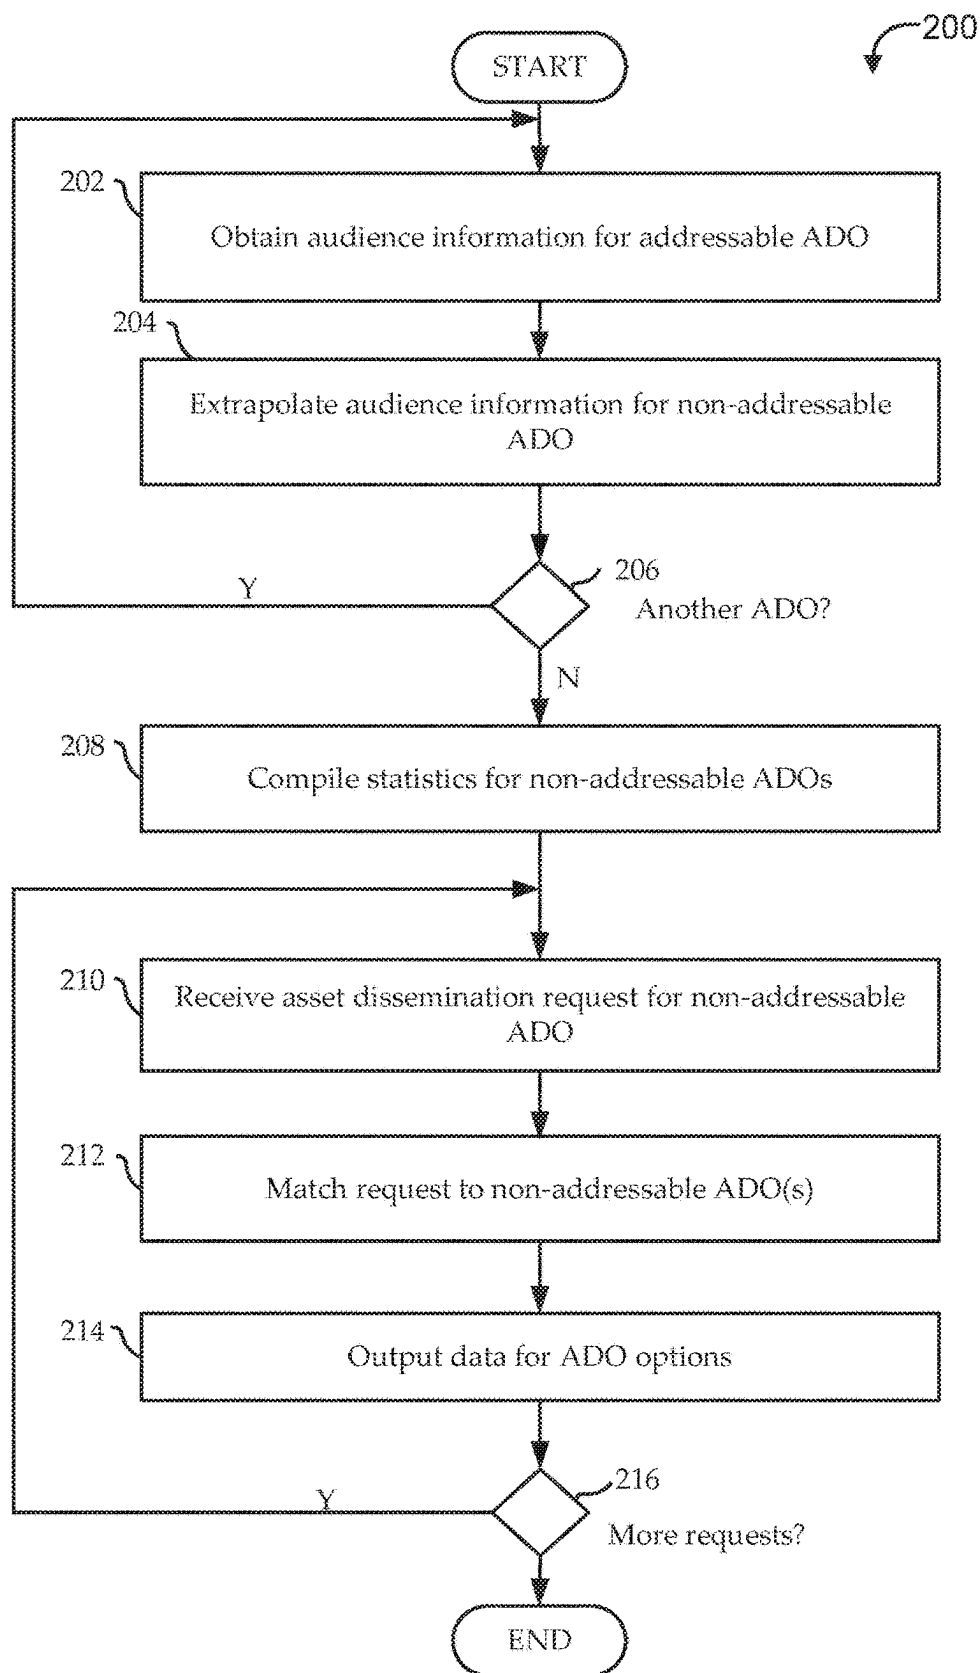 200
START
202
Obtain audience information for addressable ADO
204
Extrapolate audience information for non-addressable
ADO
206
Y
Another ADO?
N
208
Compile statistics for non-addressable ADOs
210
Receive asset dissemination request for non-addressable
ADO
212
Match request to non-addressable ADO(s)
214
Output data for ADO options
216
Y
More requests?
END